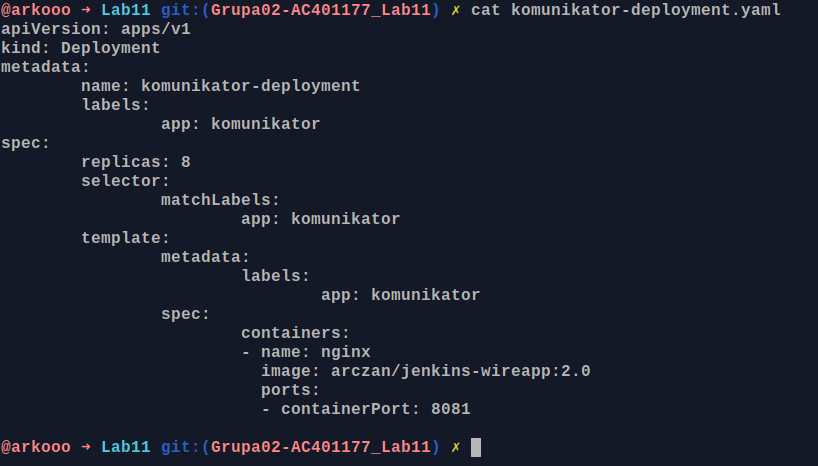 @arkooo ➜ Lab11 git:(Grupa02-AC401177_Lab11) ✗ cat komunikator-deployment.yaml
apiVersion: apps/v1
kind: Deployment
metadata:
        name: komunikator-deployment
        labels:
                app: komunikator
spec:
        replicas: 8
        selector:
                matchLabels:
                        app: komunikator
        template:
                metadata:
                        labels:
                                app: komunikator
                spec:
                        containers:
                        - name: nginx
                          image: arczan/jenkins-wireapp:2.0
                          ports:
                          - containerPort: 8081
@arkooo ➜ Lab11 git:(Grupa02-AC401177_Lab11) ✗